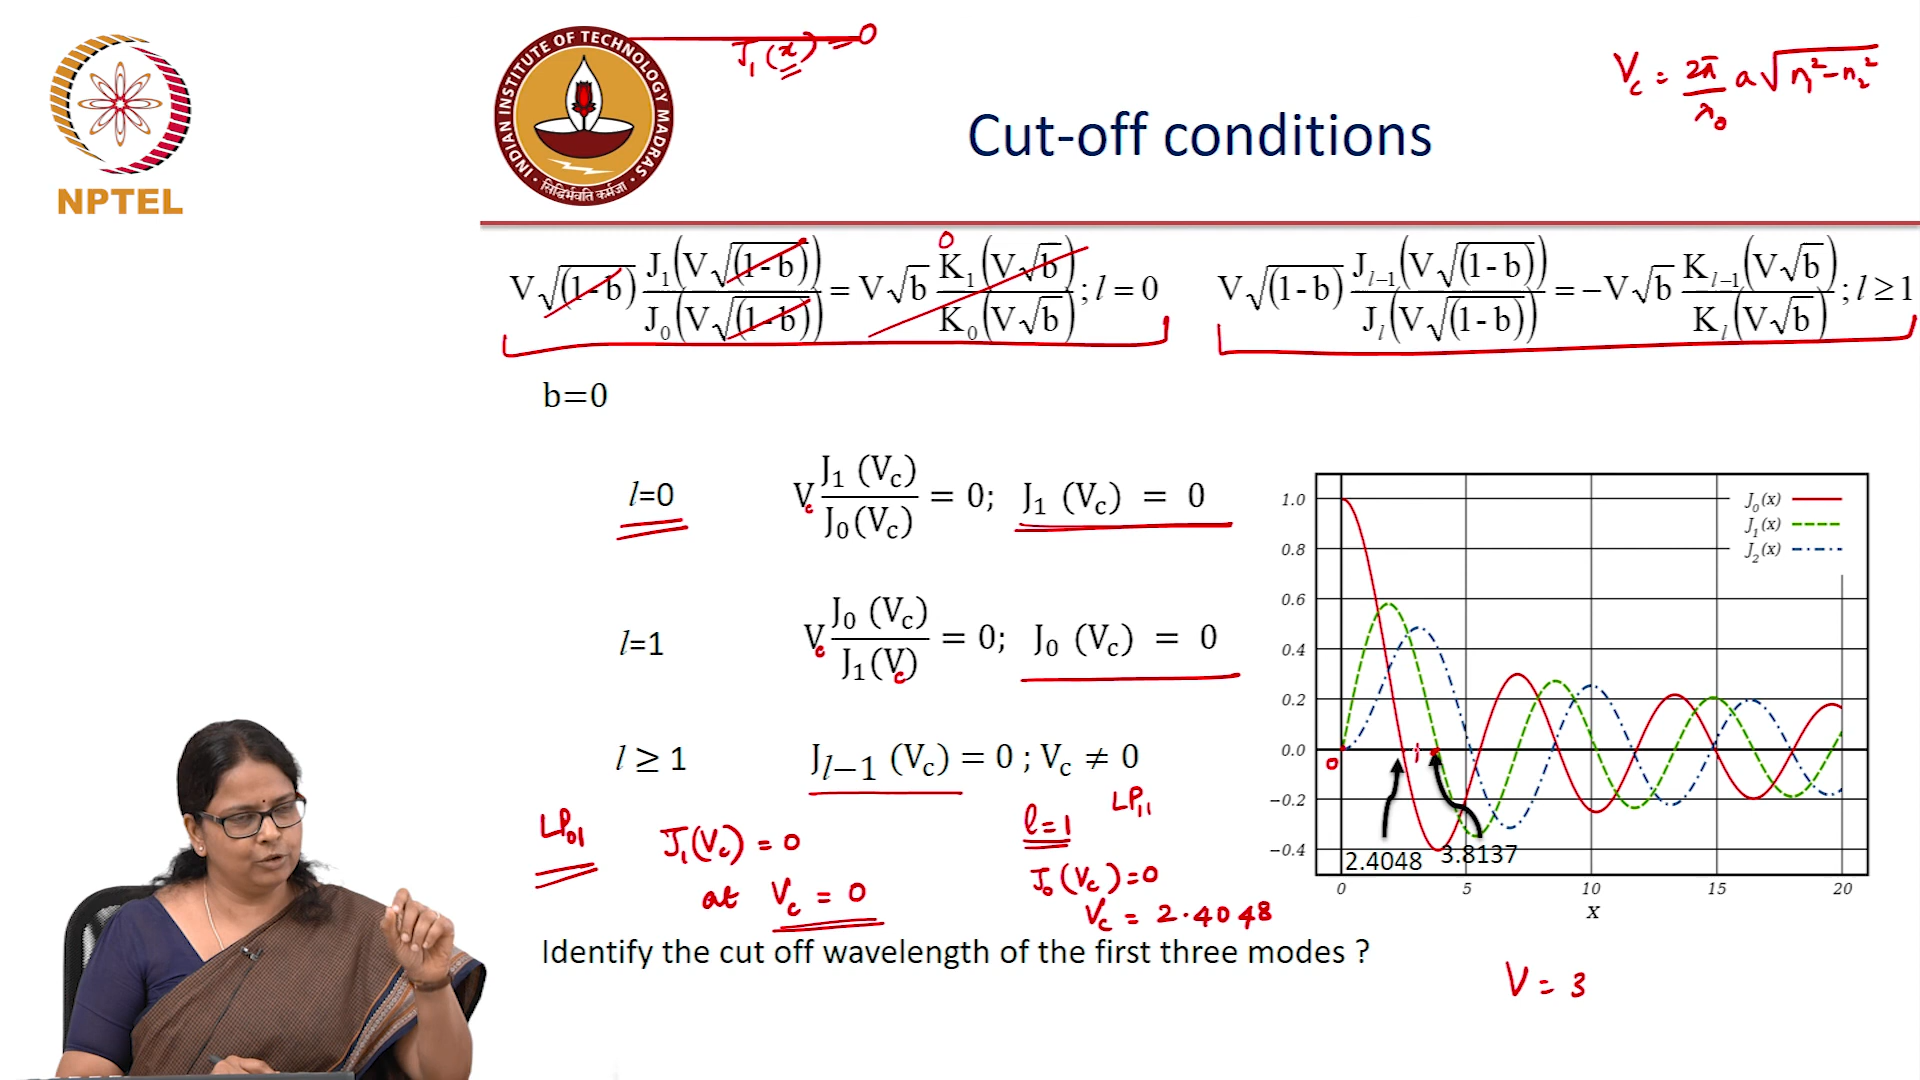 NPTEL
INDIAN INSTITUTE OF TECHNOLOGY MADRAS
सिद्धिर्भवति कर्मजा
J₁(x) = 0
Cut-off conditions
V_c = 2π/λ₀ a√(n₁² − n₂²)
V√(1-b) J₁(V√(1-b)) / J₀(V√(1-b)) = V√b K₁(V√b) / K₀(V√b) ; l = 0
0
V√(1-b) J_{l−1}(V√(1-b)) / J_l(V√(1-b)) = −V√b K_{l−1}(V√b) / K_l(V√b) ; l ≥ 1
b=0
l=0
V_c J₁ (V_c) / J₀(V_c) = 0; J₁ (V_c) = 0
l=1
V_c J₀ (V_c) / J₁(V_c) = 0; J₀ (V_c) = 0
l ≥ 1
J_{l−1} (V_c) = 0 ; V_c ≠ 0
LP₀₁
J₁(V_c) = 0
at V_c = 0
l=1
LP₁₁
J₀(V_c)=0
V_c = 2.4048
J₀(x)
J₁(x)
J₂(x)
1.0
0.8
0.6
0.4
0.2
0.0
−0.2
−0.4
0
2.4048
3.8137
0 5 10 15 20
x
Identify the cut off wavelength of the first three modes ?
V = 3